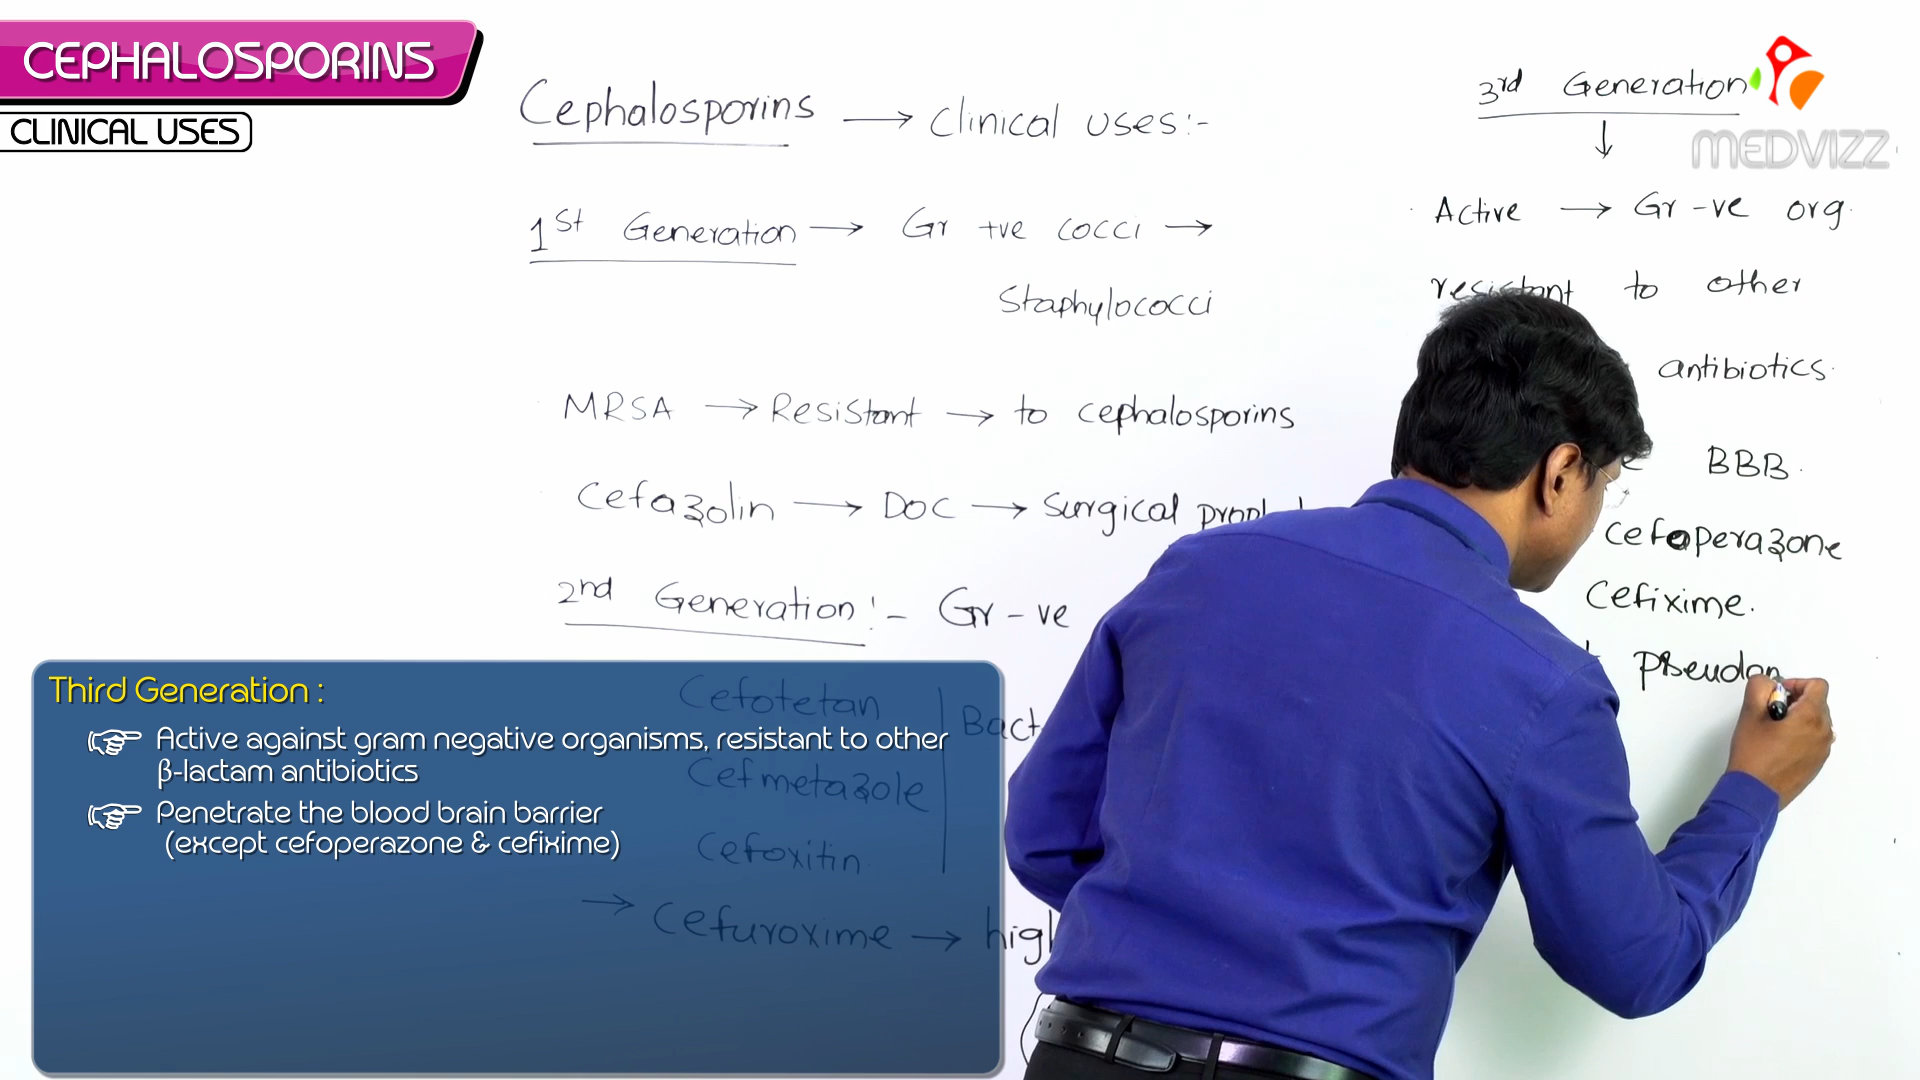 CEPHALOSPORINS
CLINICAL USES
Cephalosporins → Clinical uses:-
1st Generation → Gr +ve cocci →
Staphylococci
MRSA → Resistant → to cephalosporins
Cefazolin → DOC → Surgical
2nd Generation:- Gr -ve
Cefotetan
Cefmetazole
Cefoxitin
→ Cefuroxime →
3rd Generation
↓
MEDVIZZ
Active → Gr -ve org.
resistant to other
antibiotics.
BBB.
Cefoperazone
Cefixime.
Third Generation :
Active against gram negative organisms, resistant to other
β-lactam antibiotics
Penetrate the blood brain barrier
(except cefoperazone & cefixime)